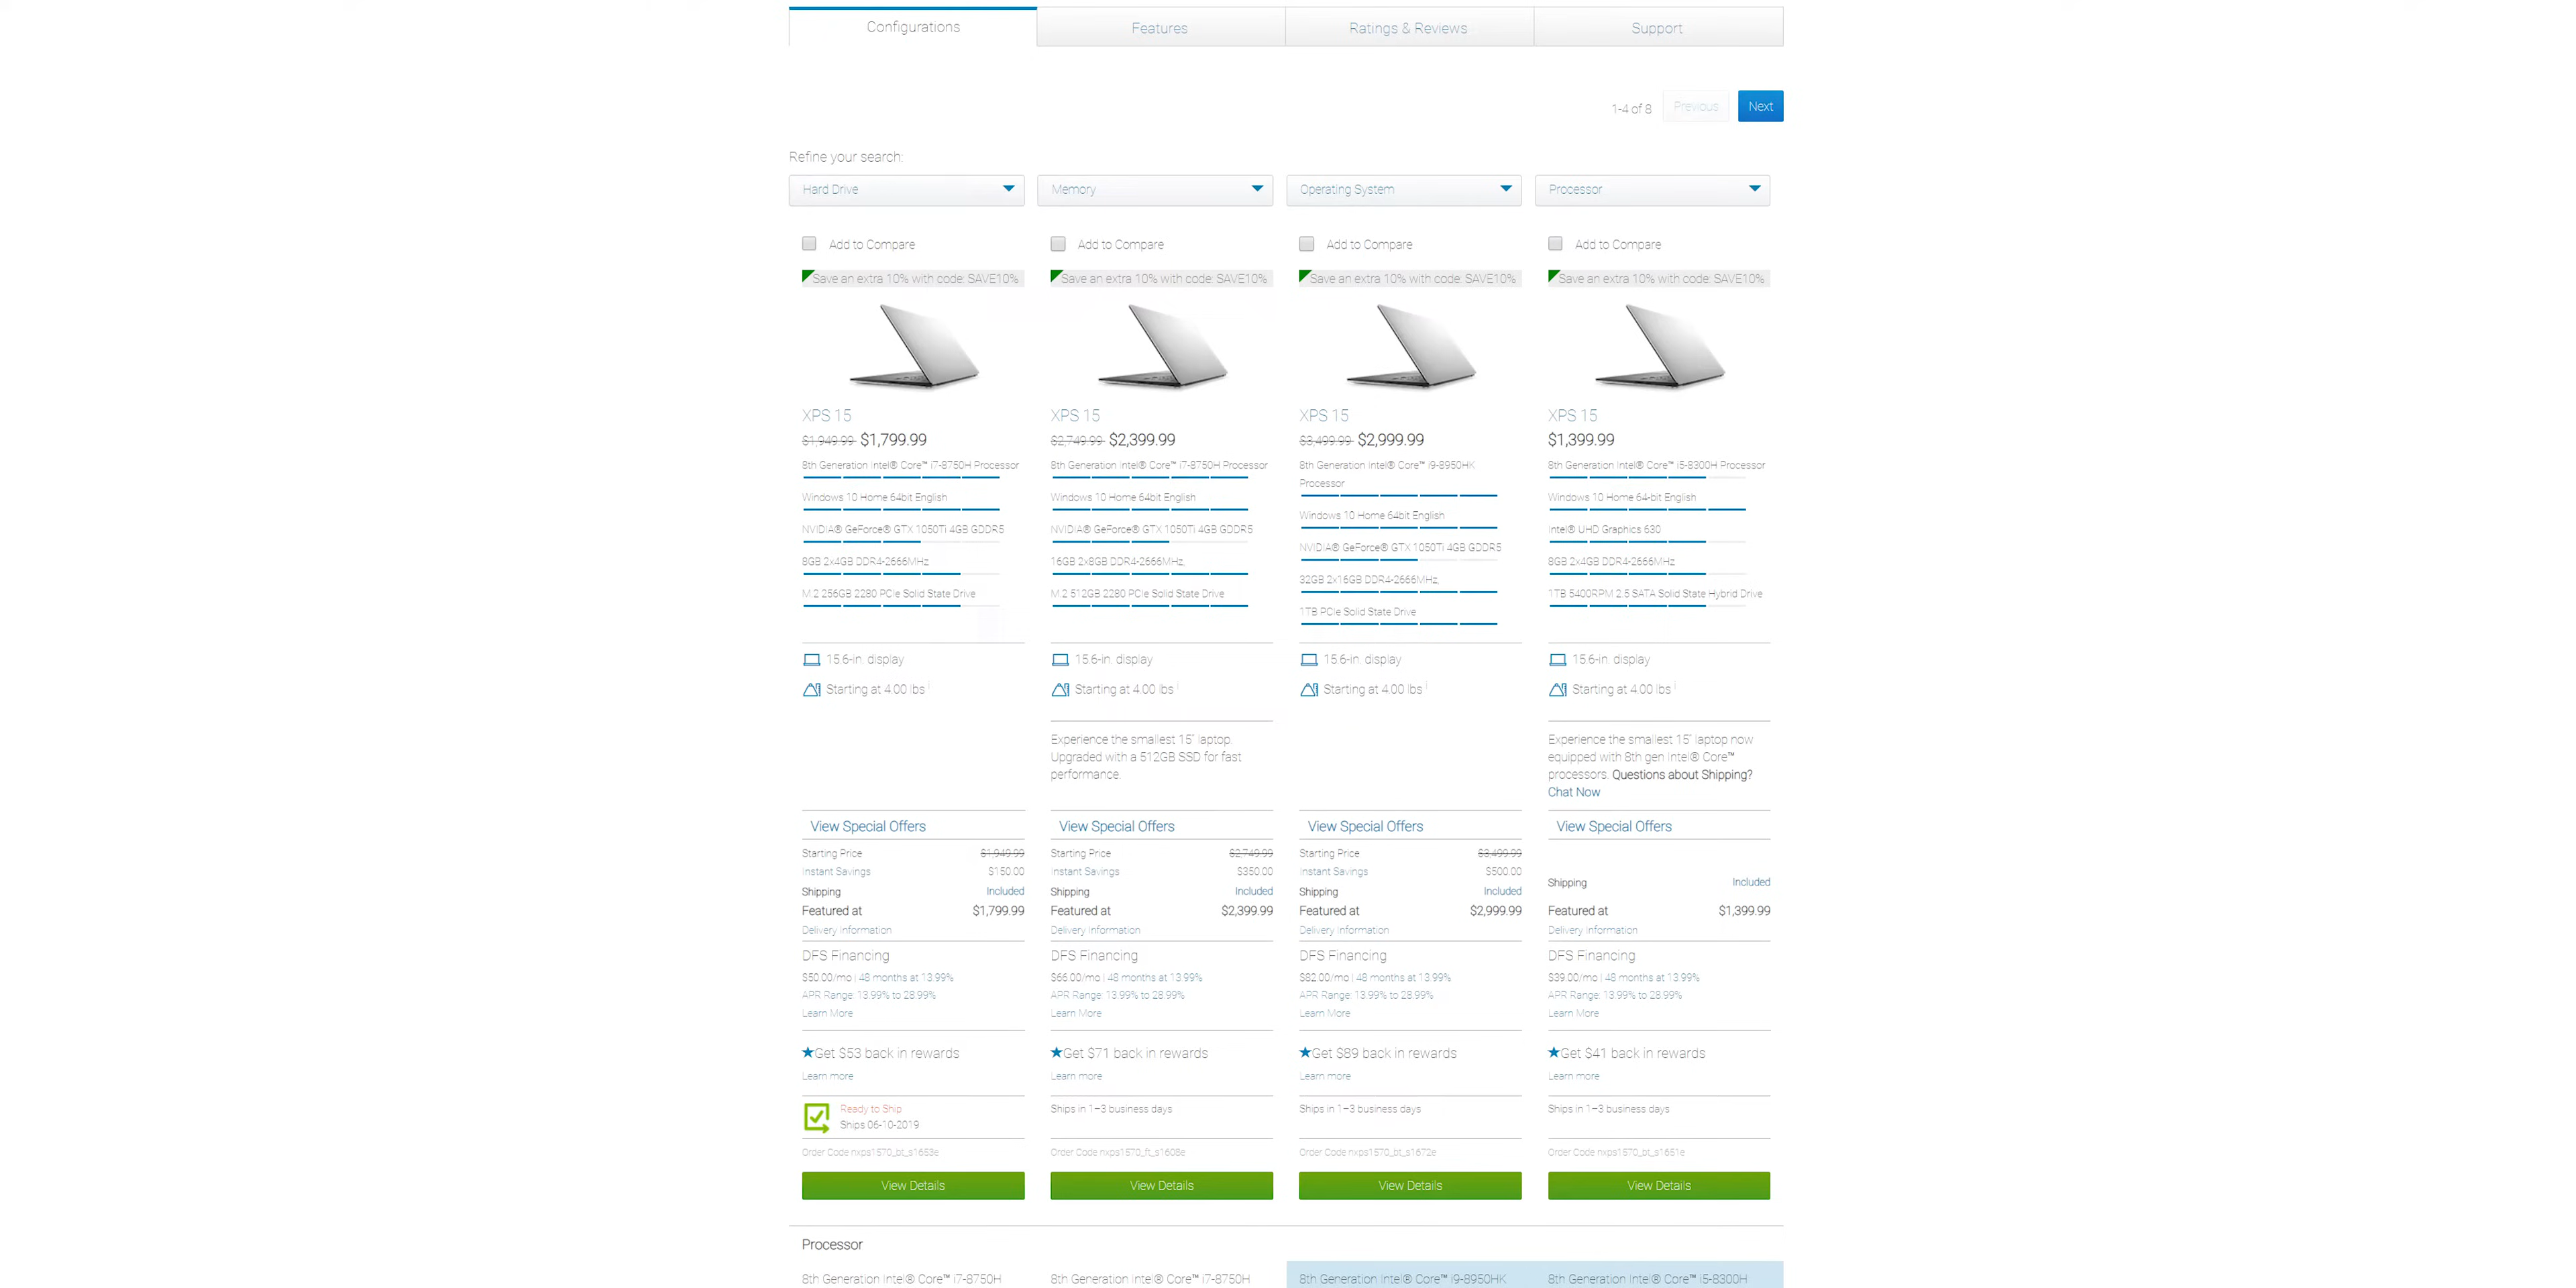 Configurations
Features
Ratings & Reviews
Support
1-4 of 8
Previous
Next
Refine your search:
Hard Drive
Memory
Operating System
Processor
Add to Compare
Add to Compare
Add to Compare
Add to Compare
Save an extra 10% with code: SAVE10%
Save an extra 10% with code: SAVE10%
Save an extra 10% with code: SAVE10%
Save an extra 10% with code: SAVE10%
XPS 15
$1,949.99 $1,799.99
8th Generation Intel® Core™ i7-8750H Processor
Windows 10 Home 64bit English
NVIDIA® GeForce® GTX 1050Ti 4GB GDDR5
8GB 2x4GB DDR4-2666MHz
M.2 256GB 2280 PCIe Solid State Drive
15.6-in. display
Starting at 4.00 lbs
View Special Offers
Starting Price $1,949.99
Instant Savings $150.00
Shipping Included
Featured at $1,799.99
Delivery Information
DFS Financing
$50.00/mo | 48 months at 13.99%
APR Range: 13.99% to 28.99%
Learn More
Get $53 back in rewards
Learn more
Ready to Ship
Ships 06-10-2019
Order Code nxps1570_bt_s1653e
View Details
XPS 15
$2,749.99 $2,399.99
8th Generation Intel® Core™ i7-8750H Processor
Windows 10 Home 64bit English
NVIDIA® GeForce® GTX 1050Ti 4GB GDDR5
16GB 2x8GB DDR4-2666MHz,
M.2 512GB 2280 PCIe Solid State Drive
15.6-in. display
Starting at 4.00 lbs
Experience the smallest 15" laptop.
Upgraded with a 512GB SSD for fast
performance.
View Special Offers
Starting Price $2,749.99
Instant Savings $350.00
Shipping Included
Featured at $2,399.99
Delivery Information
DFS Financing
$66.00/mo | 48 months at 13.99%
APR Range: 13.99% to 28.99%
Learn More
Get $71 back in rewards
Learn more
Ships in 1–3 business days
Order Code nxps1570_ft_s1608e
View Details
XPS 15
$3,499.99 $2,999.99
8th Generation Intel® Core™ i9-8950HK
Processor
Windows 10 Home 64bit English
NVIDIA® GeForce® GTX 1050Ti 4GB GDDR5
32GB 2x16GB DDR4-2666MHz,
1TB PCIe Solid State Drive
15.6-in. display
Starting at 4.00 lbs
View Special Offers
Starting Price $3,499.99
Instant Savings $500.00
Shipping Included
Featured at $2,999.99
Delivery Information
DFS Financing
$82.00/mo | 48 months at 13.99%
APR Range: 13.99% to 28.99%
Learn More
Get $89 back in rewards
Learn more
Ships in 1–3 business days
Order Code nxps1570_bt_s1672e
View Details
XPS 15
$1,399.99
8th Generation Intel® Core™ i5-8300H Processor
Windows 10 Home 64-bit English
Intel® UHD Graphics 630
8GB 2x4GB DDR4-2666MHz
1TB 5400RPM 2.5 SATA Solid State Hybrid Drive
15.6-in. display
Starting at 4.00 lbs
Experience the smallest 15" laptop now
equipped with 8th gen Intel® Core™
processors. Questions about Shipping?
Chat Now
View Special Offers
Shipping Included
Featured at $1,399.99
Delivery Information
DFS Financing
$39.00/mo | 48 months at 13.99%
APR Range: 13.99% to 28.99%
Learn More
Get $41 back in rewards
Learn more
Ships in 1–3 business days
Order Code nxps1570_bt_s1651e
View Details
Processor
8th Generation Intel® Core™ i7-8750H
8th Generation Intel® Core™ i7-8750H
8th Generation Intel® Core™ i9-8950HK
8th Generation Intel® Core™ i5-8300H